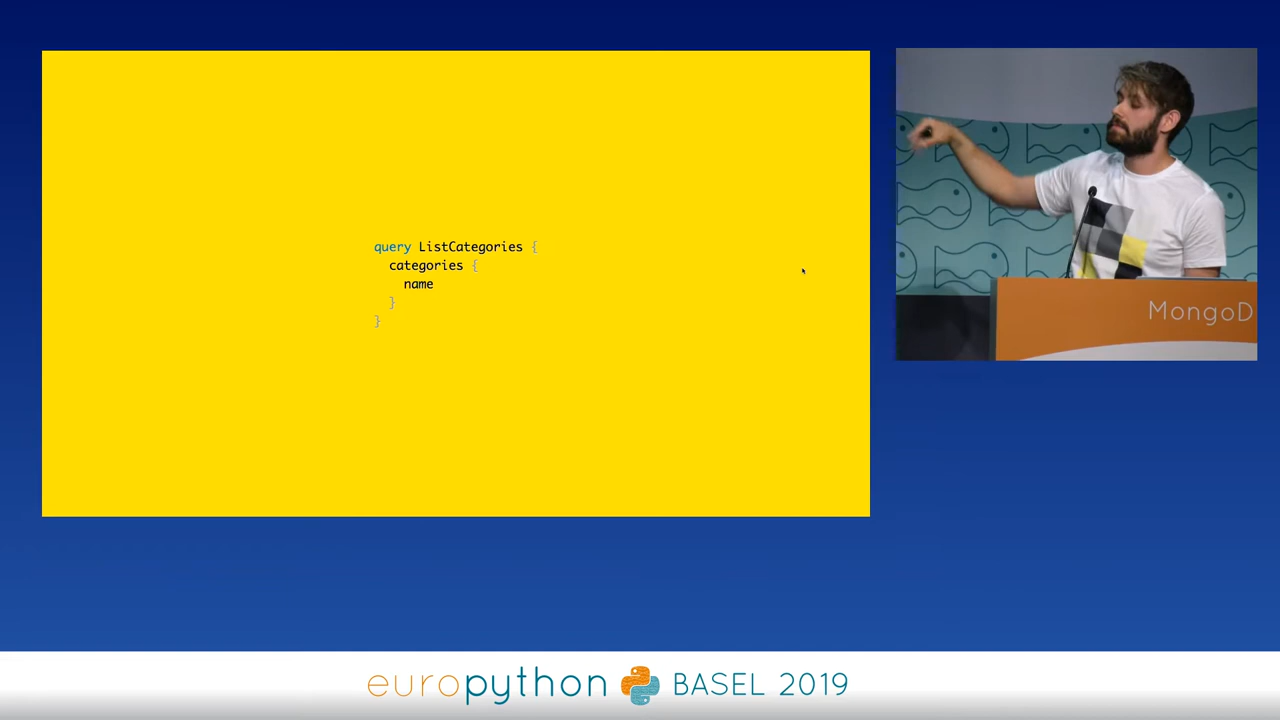 query ListCategories {
  categories {
    name
  }
}
MongoD
europython BASEL 2019